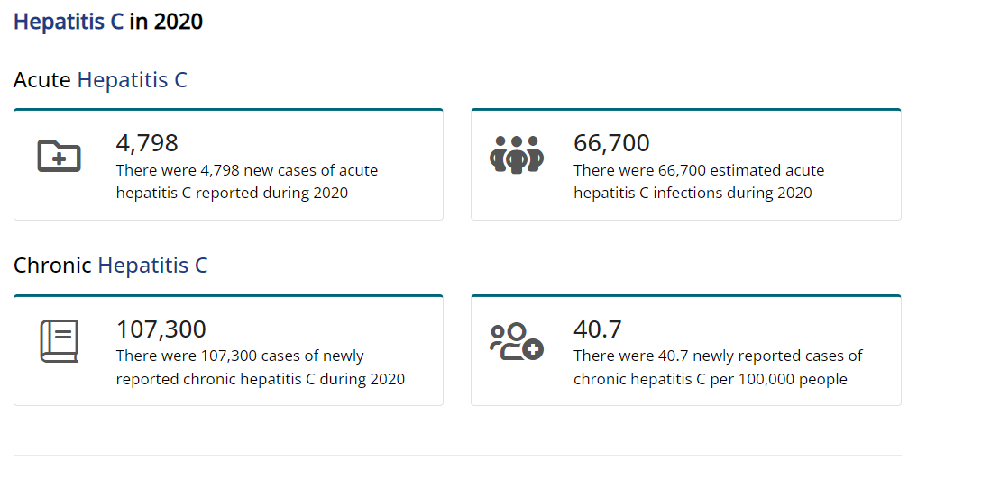 Hepatitis C in 2020
Acute Hepatitis C
4,798
There were 4,798 new cases of acute
hepatitis C reported during 2020
66,700
There were 66,700 estimated acute
hepatitis C infections during 2020
Chronic Hepatitis C
107,300
There were 107,300 cases of newly
reported chronic hepatitis C during 2020
40.7
There were 40.7 newly reported cases of
chronic hepatitis C per 100,000 people